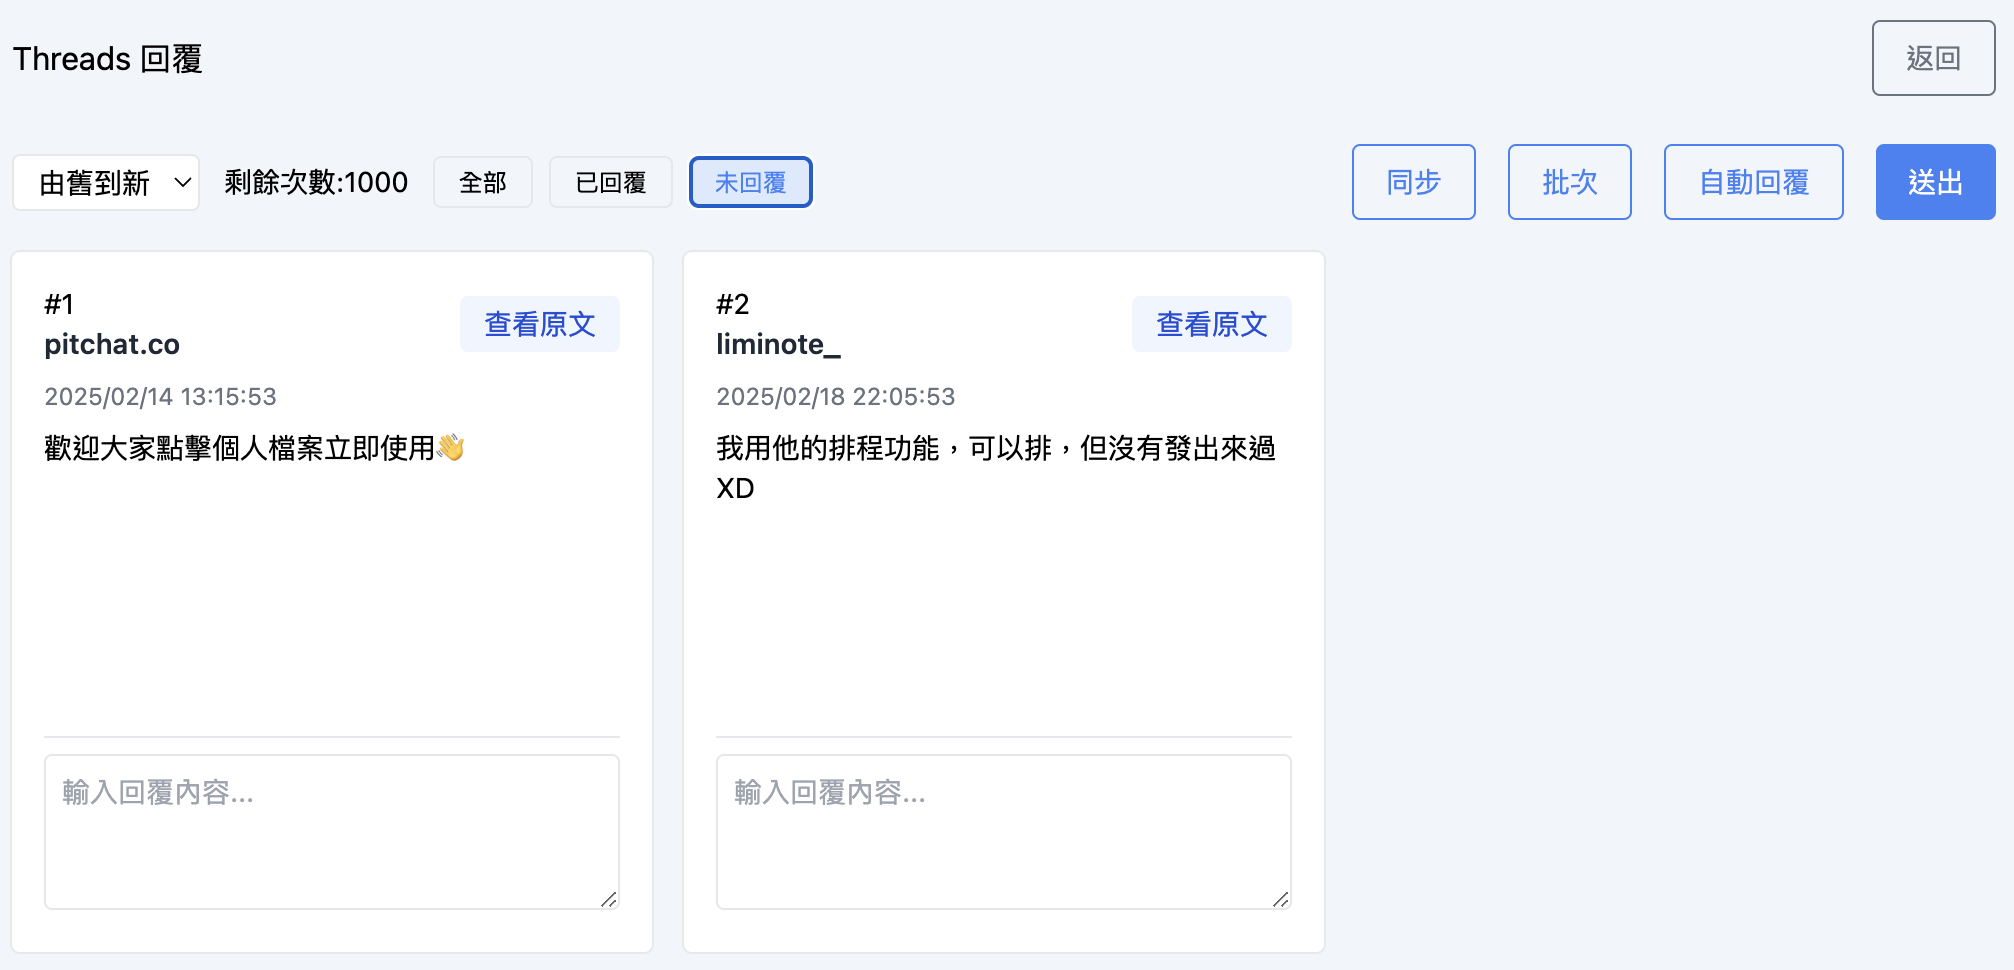 Threads 回覆
返回
由舊到新
剩餘次數:1000
全部
已回覆
未回覆
同步
批次
自動回覆
送出
#1
pitchat.co
查看原文
2025/02/14 13:15:53
歡迎大家點擊個人檔案立即使用👋
輸入回覆內容...
#2
liminote_
查看原文
2025/02/18 22:05:53
我用他的排程功能，可以排，但沒有發出來過
XD
輸入回覆內容...